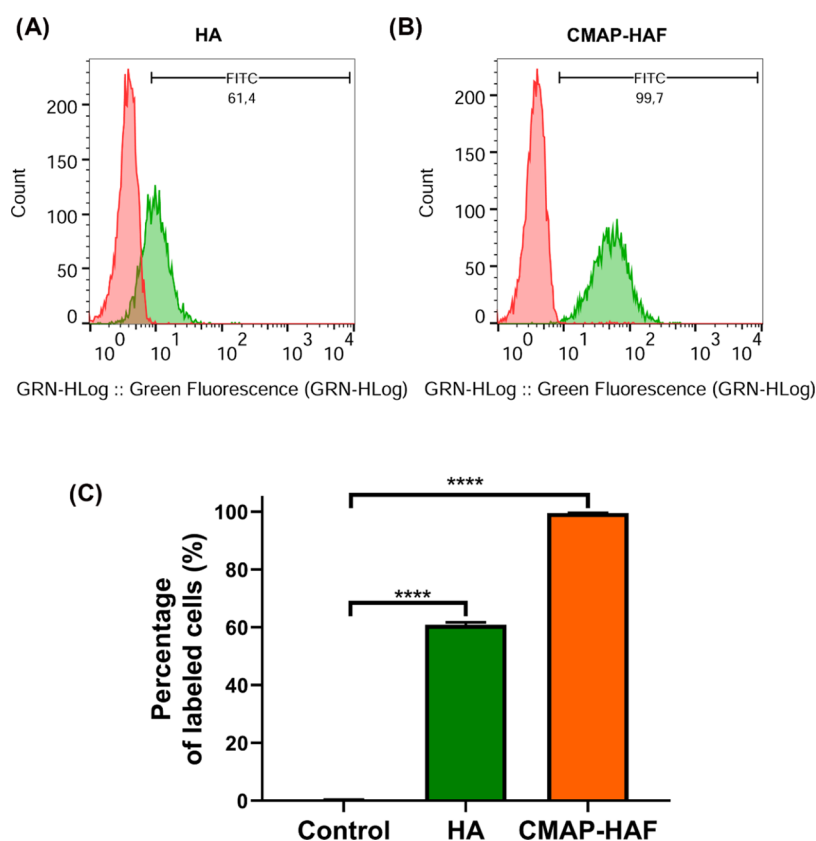 (A)
HA
FITC
61,4
200
150
100
50
0
Count
10^0 10^1 10^2 10^3 10^4
GRN-HLog :: Green Fluorescence (GRN-HLog)
(B)
CMAP-HAF
FITC
99,7
200
150
100
50
0
Count
10^0 10^1 10^2 10^3 10^4
GRN-HLog :: Green Fluorescence (GRN-HLog)
(C)
****
****
100
80
60
40
20
0
Percentage
of labeled cells (%)
Control HA CMAP-HAF